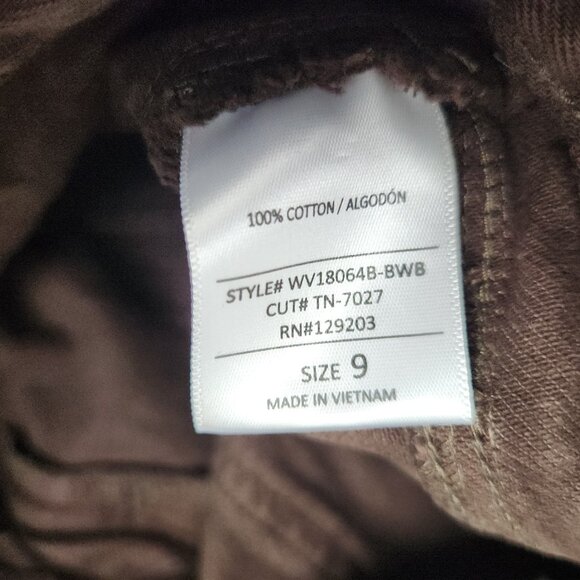 100% COTTON / ALGODÓN
STYLE# WV18064B-BWB
CUT# TN-7027
RN#129203
SIZE 9
MADE IN VIETNAM